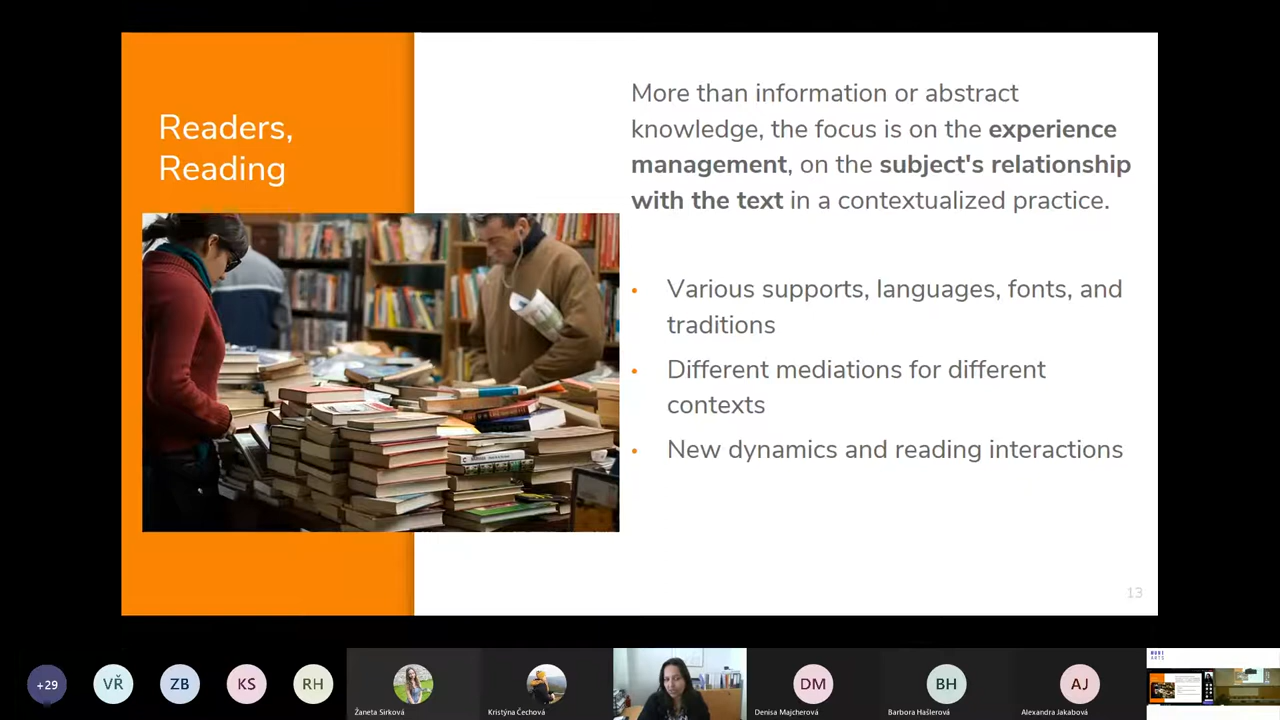 Readers,
Reading
More than information or abstract
knowledge, the focus is on the experience
management, on the subject's relationship
with the text in a contextualized practice.
• Various supports, languages, fonts, and
traditions
• Different mediations for different
contexts
• New dynamics and reading interactions
13
+29
VŘ
ZB
KS
RH
Žaneta Sirková
Kristýna Čechová
DM
Denisa Majcherová
BH
Barbora Hašlerová
AJ
Alexandra Jakabová
MUNI
ARTS